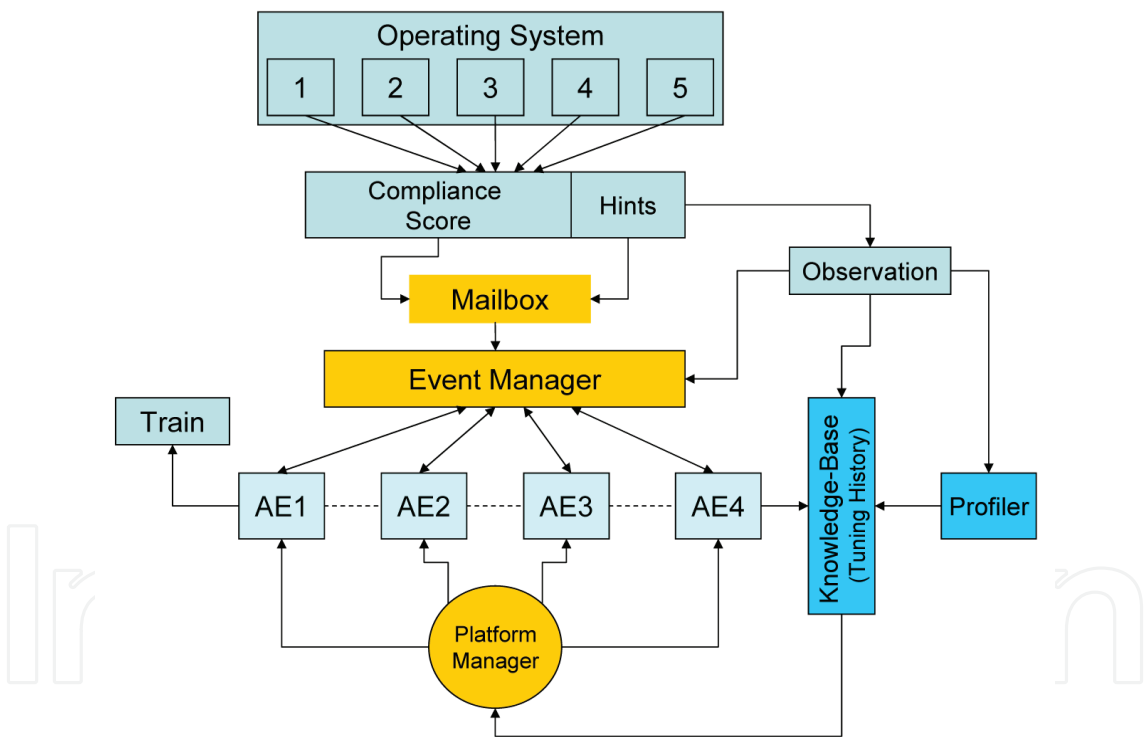 Operating System
1 2 3 4 5
Compliance
Score
Hints
Observation
Mailbox
Event Manager
Train
AE1 AE2 AE3 AE4
Knowledge-Base
(Tuning History)
Profiler
Platform
Manager